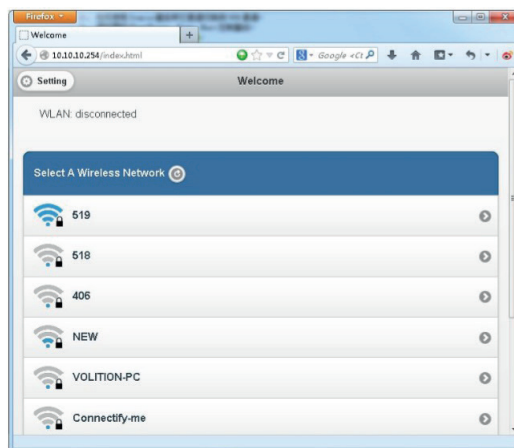 Firefox
Welcome
10.10.10.254/index.html
Google <Ct
Setting
Welcome
WLAN: disconnected
Select A Wireless Network
519
518
406
NEW
VOLITION-PC
Connectify-me